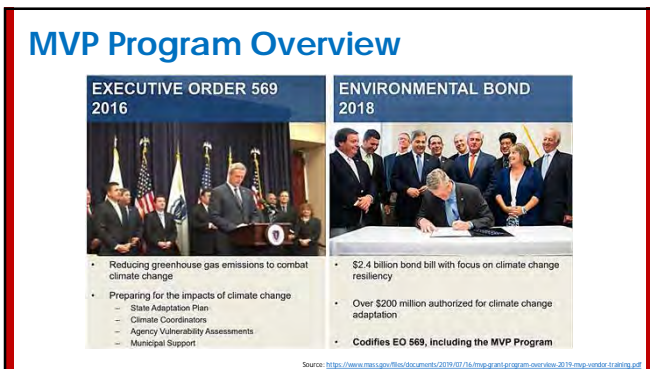 MVP Program Overview
EXECUTIVE ORDER 569
2016
• Reducing greenhouse gas emissions to combat
climate change
• Preparing for the impacts of climate change
– State Adaptation Plan
– Climate Coordinators
– Agency Vulnerability Assessments
– Municipal Support
ENVIRONMENTAL BOND
2018
• $2.4 billion bond bill with focus on climate change
resiliency
• Over $200 million authorized for climate change
adaptation
• Codifies EO 569, including the MVP Program
Source: https://www.mass.gov/files/documents/2019/07/16/mvp-grant-program-overview-2019-mvp-vendor-training.pdf